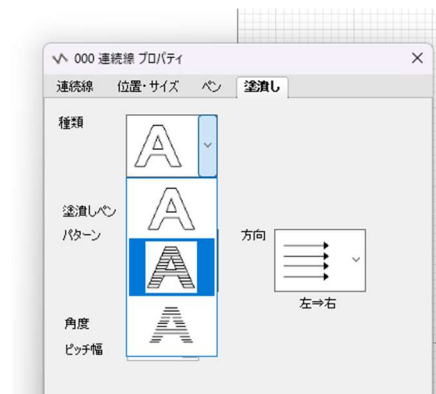 000 連続線 プロパティ
連続線 位置・サイズ ペン 塗潰し
種類
A
A
塗潰しペン
パターン
A
方向
左⇒右
角度
A
ピッチ幅